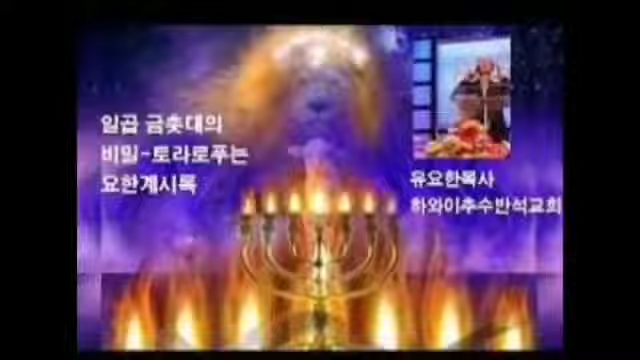 일곱 금촛대의
비밀-토라로푸는
요한계시록
유요한목사
하와이추수반석교회